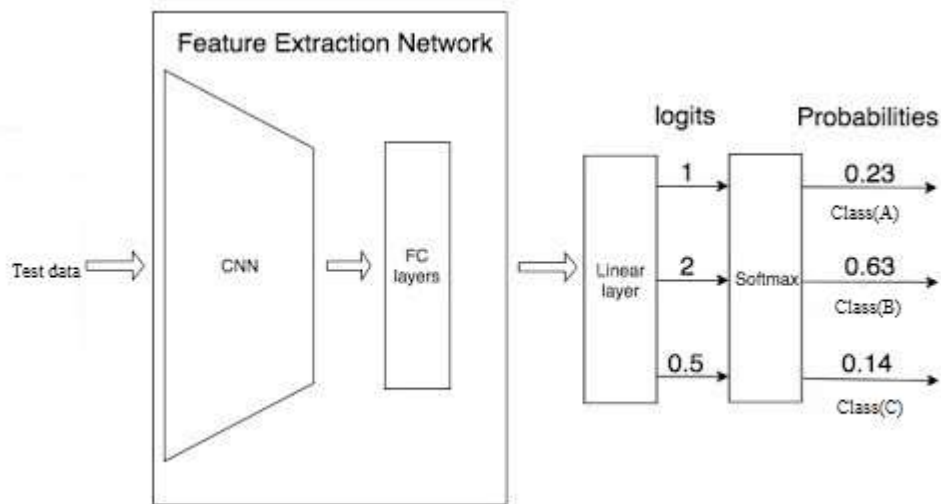 Feature Extraction Network
logits
Probabilities
Test data
CNN
FC
layers
Linear
layer
1
2
0.5
Softmax
0.23
Class(A)
0.63
Class(B)
0.14
Class(C)